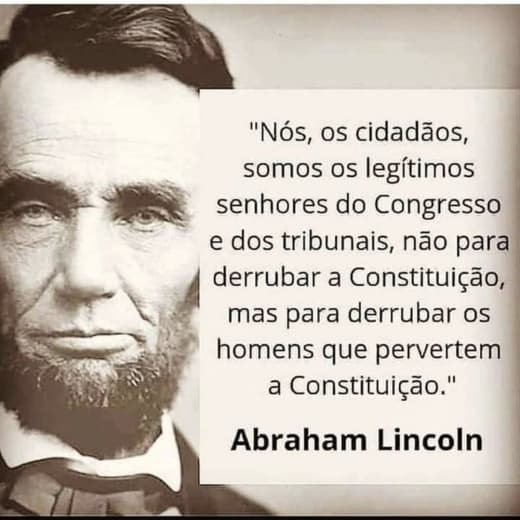 "Nós, os cidadãos,
somos os legítimos
senhores do Congresso
e dos tribunais, não para
derrubar a Constituição,
mas para derrubar os
homens que pervertem
a Constituição."
Abraham Lincoln